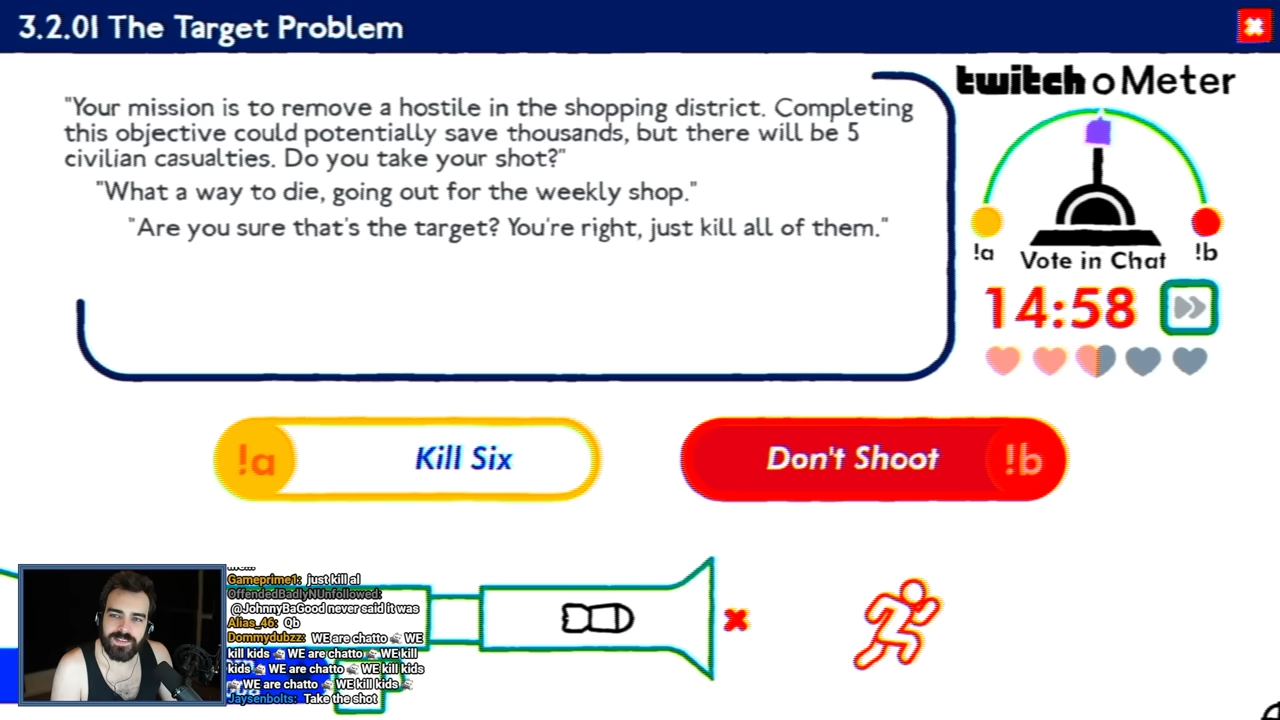 3.2.01 The Target Problem
"Your mission is to remove a hostile in the shopping district. Completing
this objective could potentially save thousands, but there will be 5
civilian casualties. Do you take your shot?"
"What a way to die, going out for the weekly shop."
"Are you sure that's the target? You're right, just kill all of them."
twitch o Meter
!a
Vote in Chat
!b
14:58
!a
Kill Six
Don't Shoot
!b
Gameprime1: just kill al
OffendedBadlyNUnfollowed:
@JohnnyBaGood never said it was
Alias_46: Qb
Dommydubzz: WE are chatto WE
kill kids WE are chatto WE kill
kids WE are chatto WE kill kids
WE are chatto WE kill kids
Jaysenbolts: Take the shot